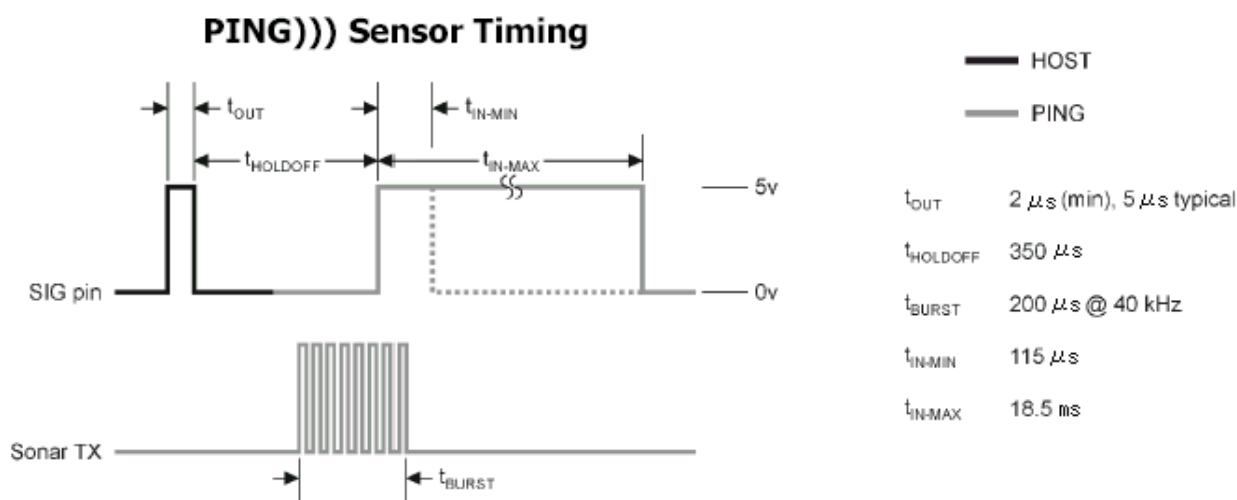 PING))) Sensor Timing
HOST
PING
tOUT
tIN-MIN
tHOLDOFF
tIN-MAX
5v
SIG pin
0v
Sonar TX
tBURST
tOUT 2 μs (min), 5 μs typical
tHOLDOFF 350 μs
tBURST 200 μs @ 40 kHz
tIN-MIN 115 μs
tIN-MAX 18.5 ms